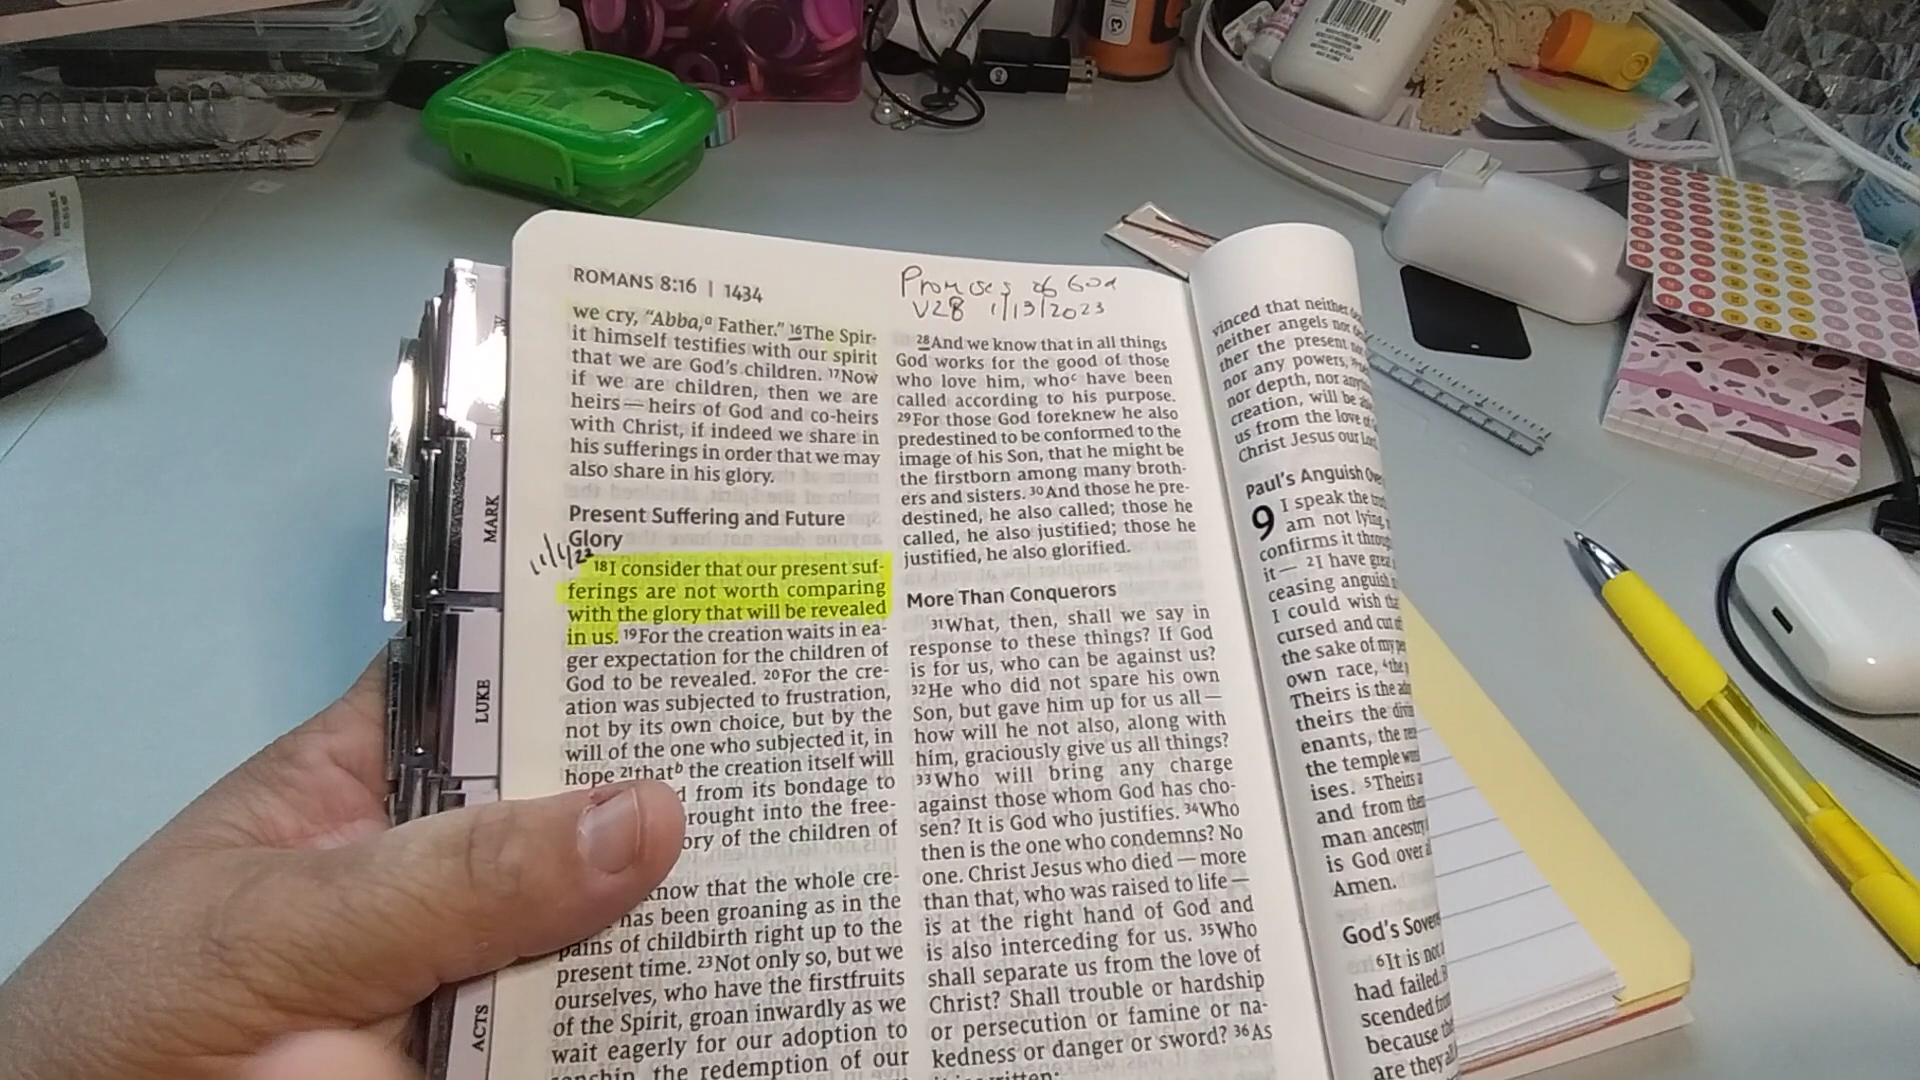 ROMANS 8:16 | 1434
we cry, “Abba,a Father.” 16The Spir-
it himself testifies with our spirit
that we are God's children. 17Now
if we are children, then we are
heirs — heirs of God and co-heirs
with Christ, if indeed we share in
his sufferings in order that we may
also share in his glory.
Present Suffering and Future
Glory
18I consider that our present suf-
ferings are not worth comparing
with the glory that will be revealed
in us. 19For the creation waits in ea-
ger expectation for the children of
God to be revealed. 20For the cre-
ation was subjected to frustration,
not by its own choice, but by the
will of the one who subjected it, in
hope 21thatb the creation itself will
from its bondage to
into the free-
of the children of
that the whole cre-
has been groaning as in the
pains of childbirth right up to the
present time. 23Not only so, but we
ourselves, who have the firstfruits
of the Spirit, groan inwardly as we
wait eagerly for our adoption to
the redemption of our
Promises of God
V28 1/13/2023
28And we know that in all things
God works for the good of those
who love him, whoc have been
called according to his purpose.
29For those God foreknew he also
predestined to be conformed to the
image of his Son, that he might be
the firstborn among many broth-
ers and sisters. 30And those he pre-
destined, he also called; those he
called, he also justified; those he
justified, he also glorified.
More Than Conquerors
31What, then, shall we say in
response to these things? If God
is for us, who can be against us?
32He who did not spare his own
Son, but gave him up for us all —
how will he not also, along with
him, graciously give us all things?
33Who will bring any charge
against those whom God has cho-
sen? It is God who justifies. 34Who
then is the one who condemns? No
one. Christ Jesus who died — more
than that, who was raised to life —
is at the right hand of God and
is also interceding for us. 35Who
shall separate us from the love of
Christ? Shall trouble or hardship
or persecution or famine or na-
kedness or danger or sword? 36As
vinced that neither
neither angels nor
ther the present
nor any powers,
nor depth, nor
creation, will be
us from the love
Christ Jesus our
Paul's Anguish
9 I speak the
am not lying,
confirms it
it — 2I have
ceasing anguish
I could wish
cursed and
the sake of my
own race,
Theirs is the
theirs the
enants, the
the temple
ises. 5Theirs
and from
man ancestry
is God over
Amen.
God's
6It is not
had failed.
because
are they
MARK
LUKE
ACTS